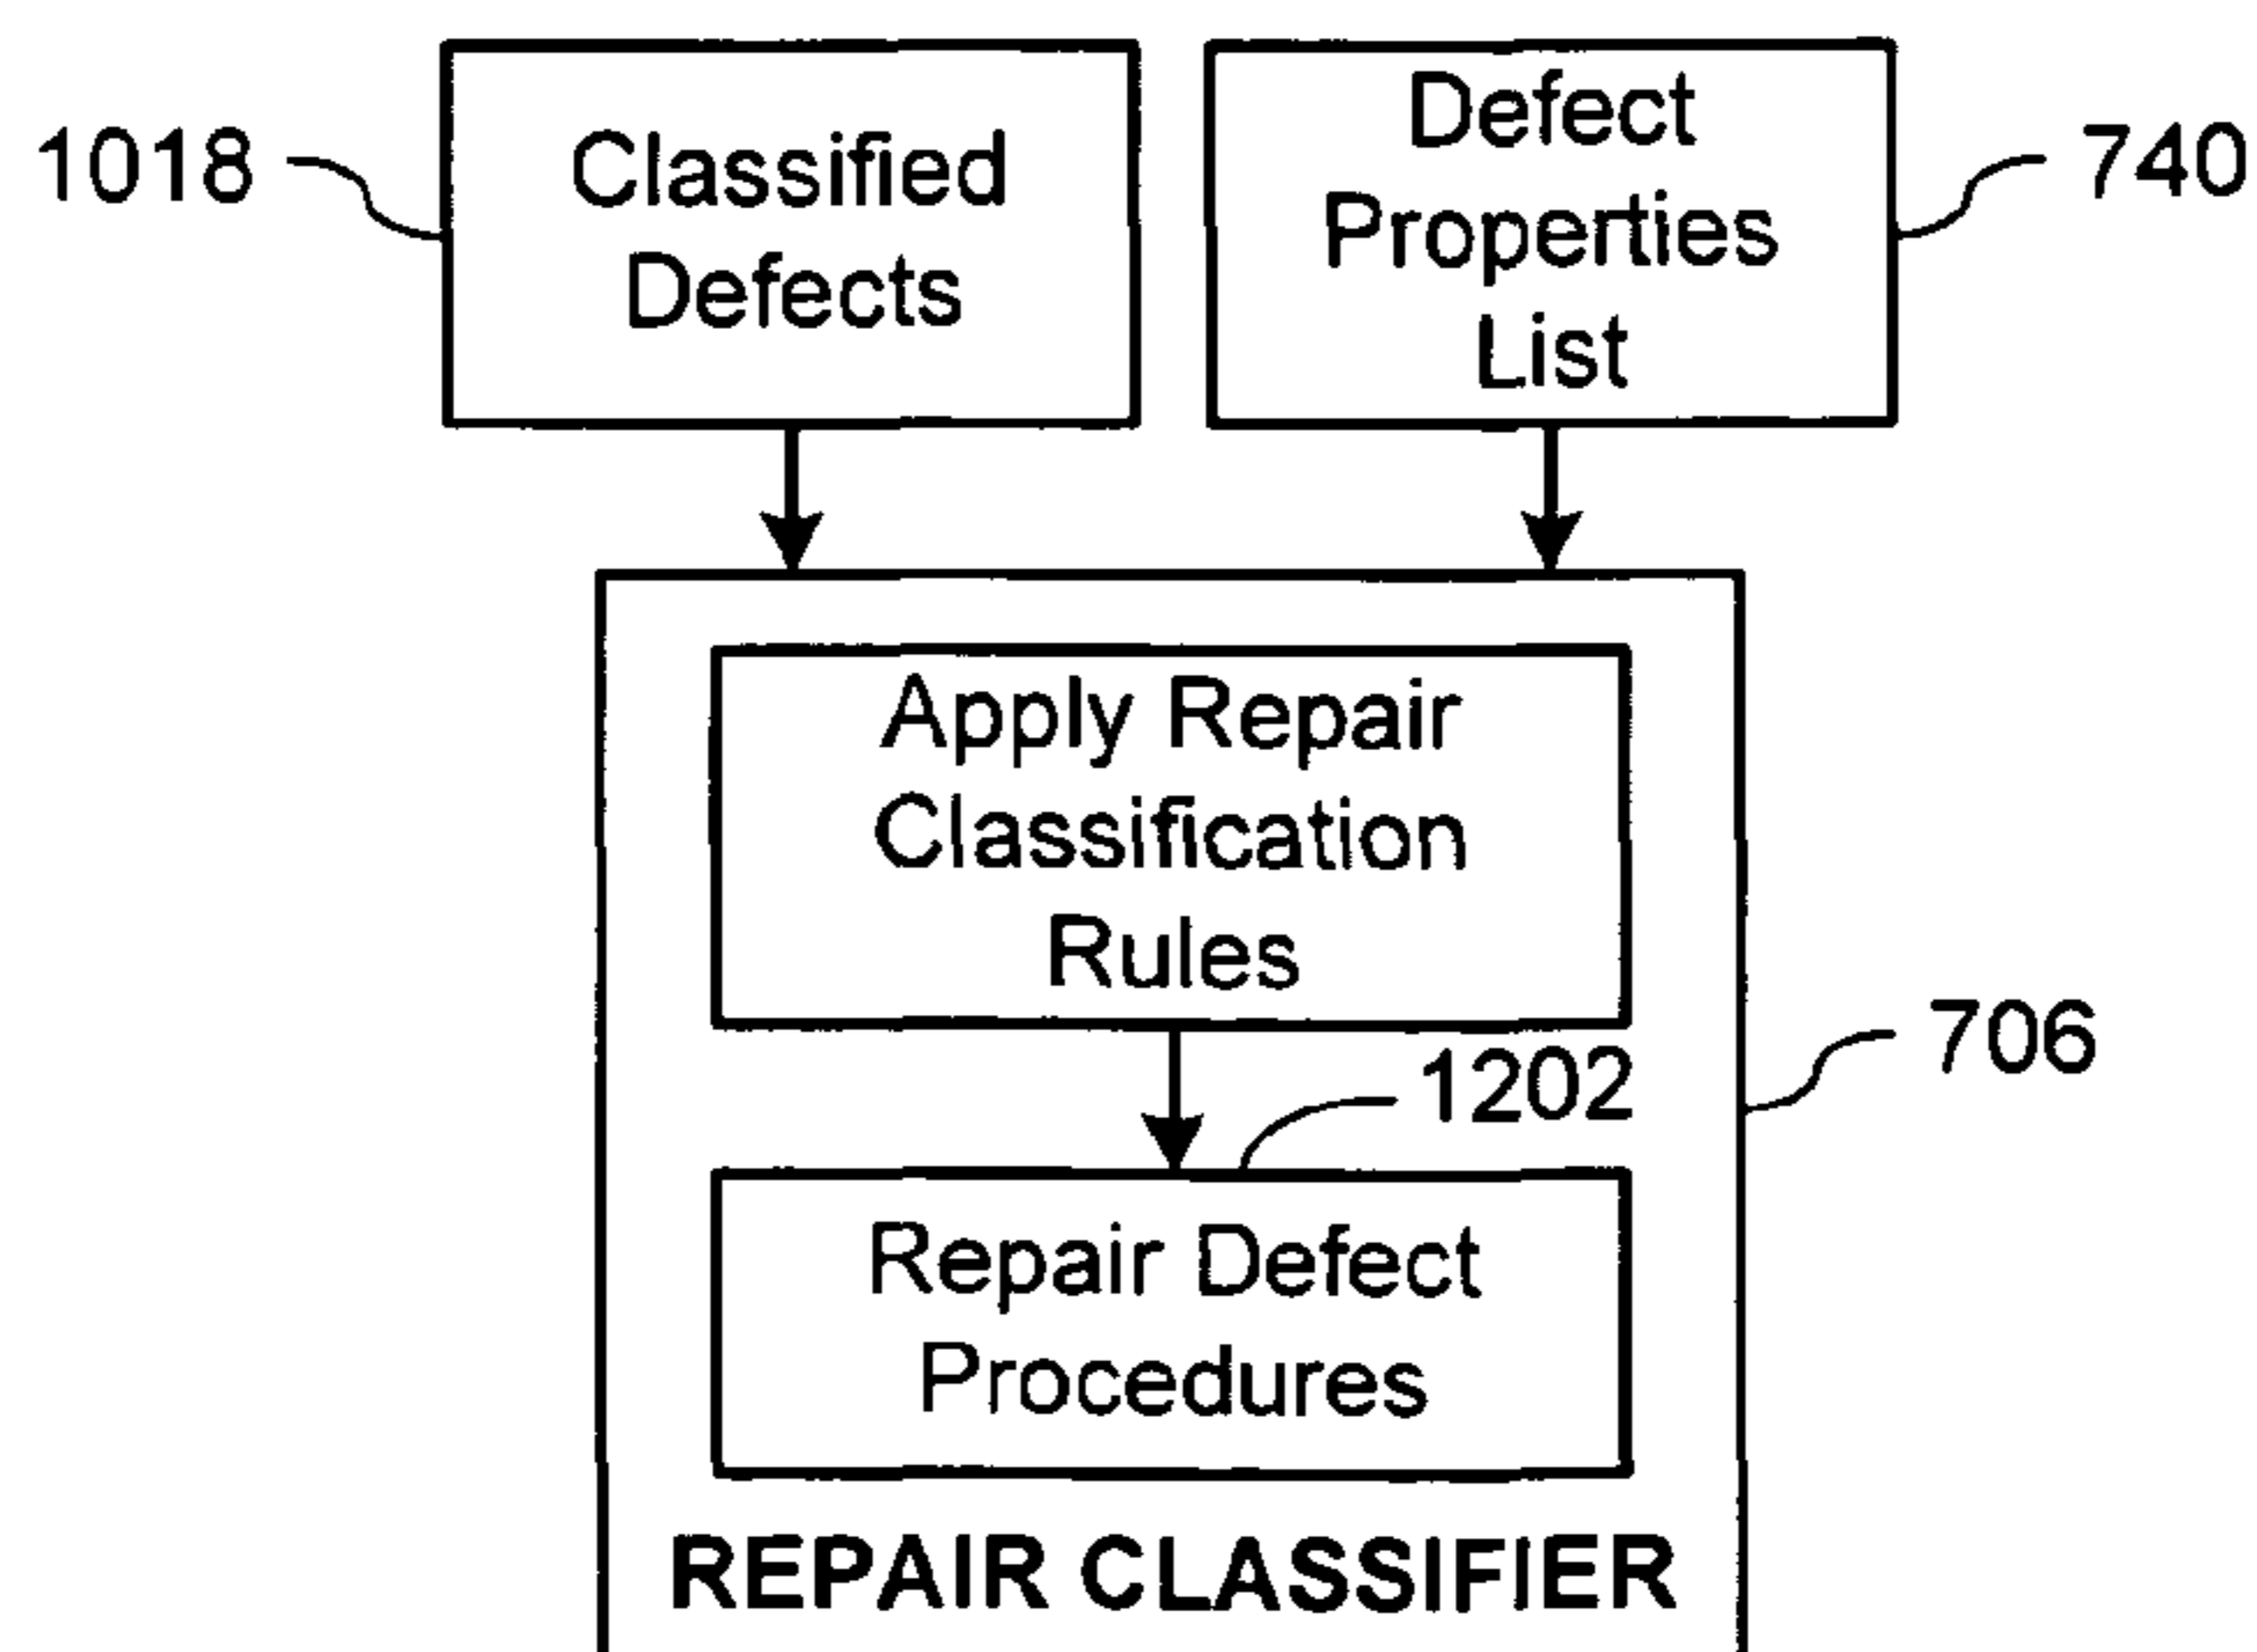 1018
Classified
Defects
Defect
Properties
List
740
Apply Repair
Classification
Rules
706
1202
Repair Defect
Procedures
REPAIR CLASSIFIER